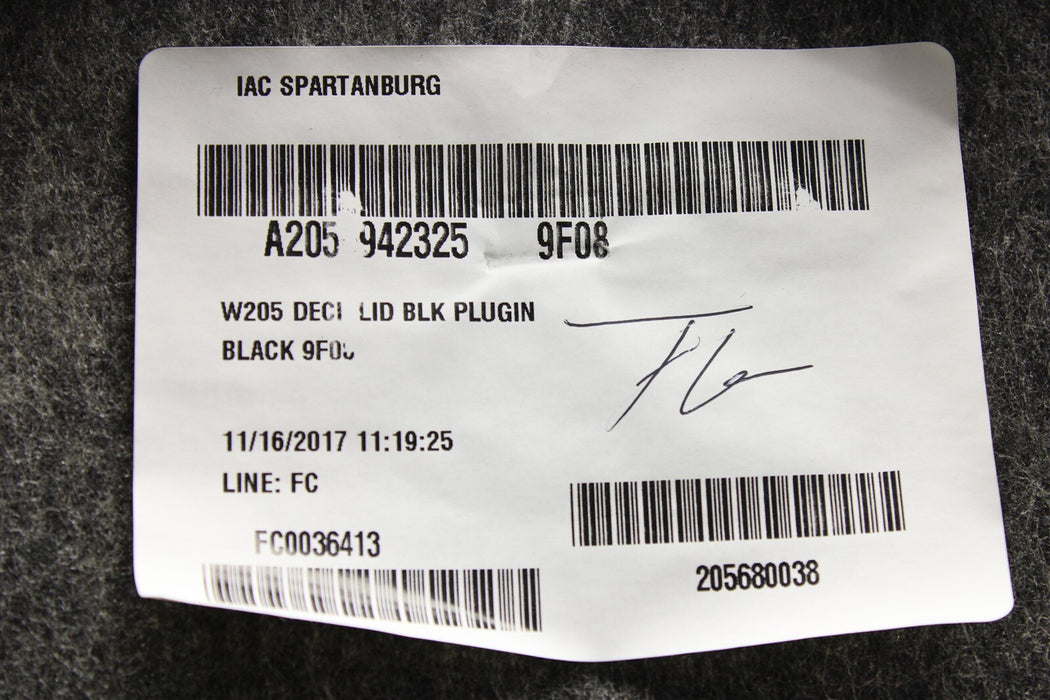 IAC SPARTANBURG
A205 942325 9F08
W205 LID BLK PLUGIN
BLACK
11/16/2017 11:19:25
LINE: FC
FC0036413
205680038